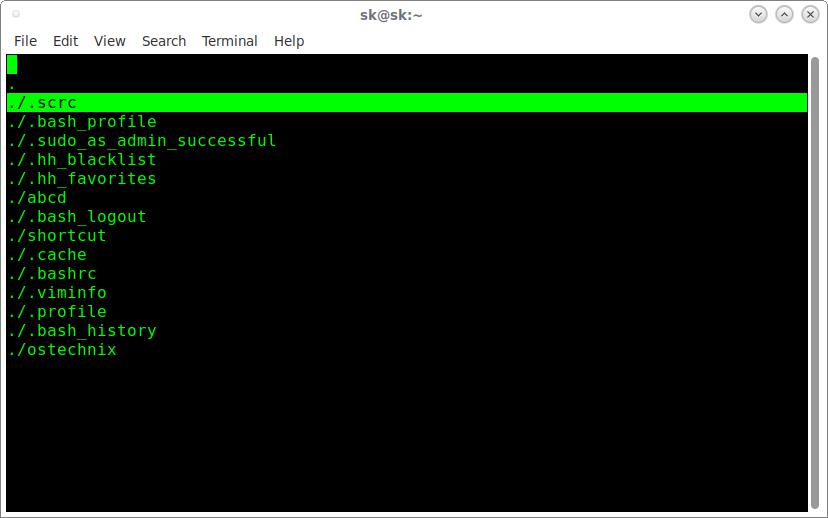 sk@sk:~
File Edit View Search Terminal Help
.
./.scrc
./.bash_profile
./.sudo_as_admin_successful
./.hh_blacklist
./.hh_favorites
./abcd
./.bash_logout
./shortcut
./.cache
./.bashrc
./.viminfo
./.profile
./.bash_history
./ostechnix